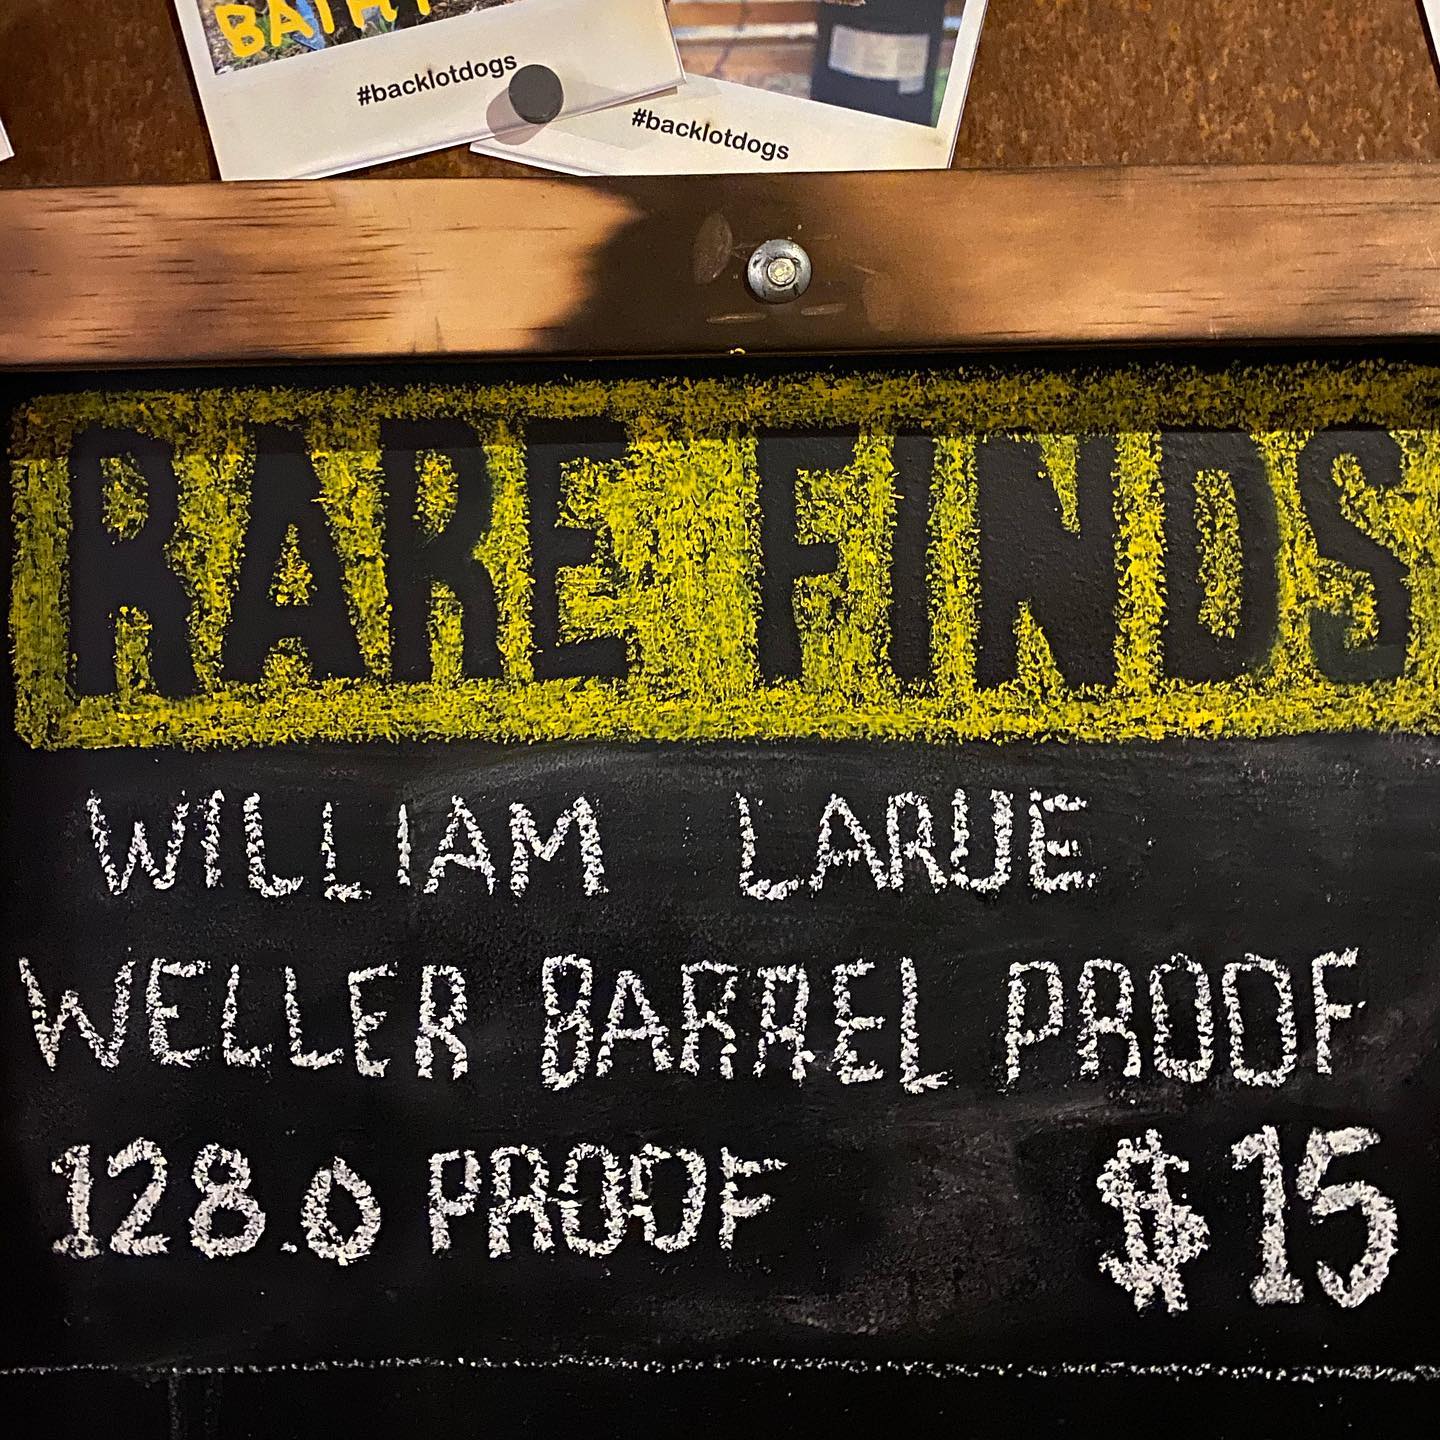 #backlotdogs
#backlotdogs
RARE FINDS
WILLIAM LARUE
WELLER BARREL PROOF
128.0 PROOF $15